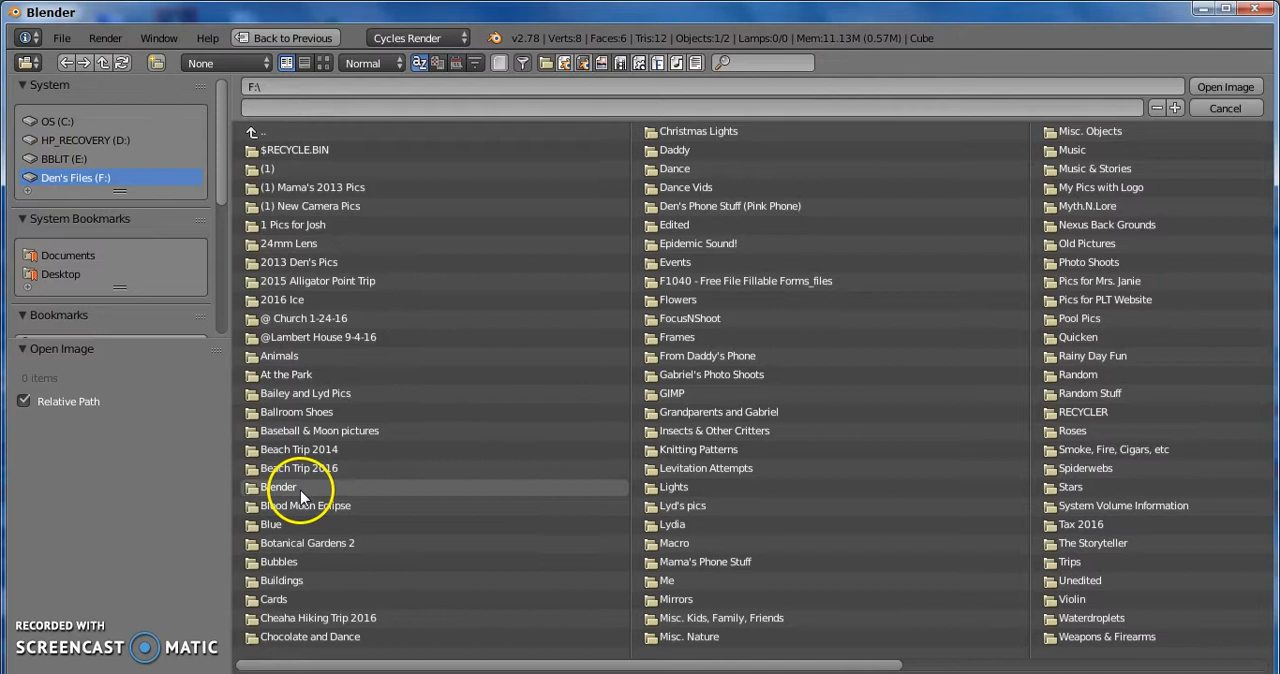 Blender
File Render Window Help Back to Previous Cycles Render v2.78 | Verts:8 | Faces:6 | Tris:12 | Objects:1/2 | Lamps:0/0 | Mem:11.13M (0.57M) | Cube
None Normal
System
OS (C:)
HP_RECOVERY (D:)
BBLIT (E:)
Den's Files (F:)
System Bookmarks
Documents
Desktop
Bookmarks
Open Image
0 items
Relative Path
RECORDED WITH
SCREENCAST MATIC
F:\
Open Image
Cancel
..
$RECYCLE.BIN
(1)
(1) Mama's 2013 Pics
(1) New Camera Pics
1 Pics for Josh
24mm Lens
2013 Den's Pics
2015 Alligator Point Trip
2016 Ice
@ Church 1-24-16
@Lambert House 9-4-16
Animals
At the Park
Bailey and Lyd Pics
Ballroom Shoes
Baseball & Moon pictures
Beach Trip 2014
Beach Trip 2016
Blender
Blood Moon Eclipse
Blue
Botanical Gardens 2
Bubbles
Buildings
Cards
Cheaha Hiking Trip 2016
Chocolate and Dance
Christmas Lights
Daddy
Dance
Dance Vids
Den's Phone Stuff (Pink Phone)
Edited
Epidemic Sound!
Events
F1040 - Free File Fillable Forms_files
Flowers
FocusNShoot
Frames
From Daddy's Phone
Gabriel's Photo Shoots
GIMP
Grandparents and Gabriel
Insects & Other Critters
Knitting Patterns
Levitation Attempts
Lights
Lyd's pics
Lydia
Macro
Mama's Phone Stuff
Me
Mirrors
Misc. Kids, Family, Friends
Misc. Nature
Misc. Objects
Music
Music & Stories
My Pics with Logo
Myth.N.Lore
Nexus Back Grounds
Old Pictures
Photo Shoots
Pics for Mrs. Janie
Pics for PLT Website
Pool Pics
Quicken
Rainy Day Fun
Random
Random Stuff
RECYCLER
Roses
Smoke, Fire, Cigars, etc
Spiderwebs
Stars
System Volume Information
Tax 2016
The Storyteller
Trips
Unedited
Violin
Waterdroplets
Weapons & Firearms